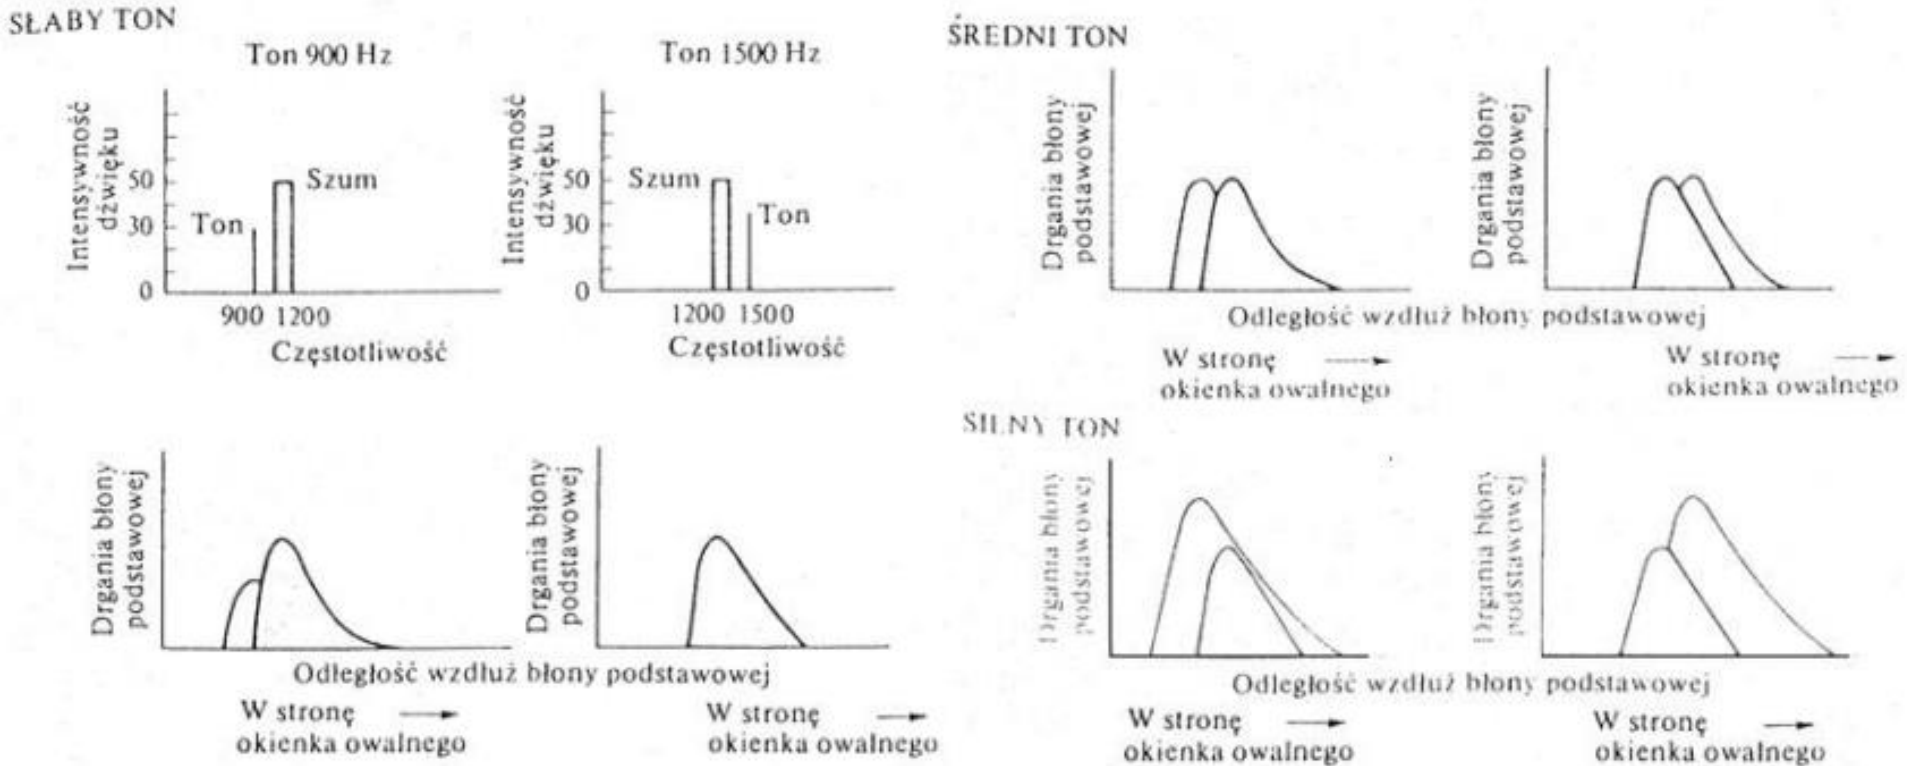 SŁABY TON
Ton 900 Hz
Ton 1500 Hz
Intensywność
dźwięku
50
30
0
Ton
Szum
900 1200
Częstotliwość
Intensywność
dźwięku
50
30
0
Szum
Ton
1200 1500
Częstotliwość
Drgania błony
podstawowej
Drgania błony
podstawowej
Odległość wzdłuż błony podstawowej
W stronę
okienka owalnego
W stronę
okienka owalnego
ŚREDNI TON
Drgania błony
podstawowej
Drgania błony
podstawowej
Odległość wzdłuż błony podstawowej
W stronę
okienka owalnego
W stronę
okienka owalnego
SILNY TON
Drgania błony
podstawowej
Drgania błony
podstawowej
Odległość wzdłuż błony podstawowej
W stronę
okienka owalnego
W stronę
okienka owalnego